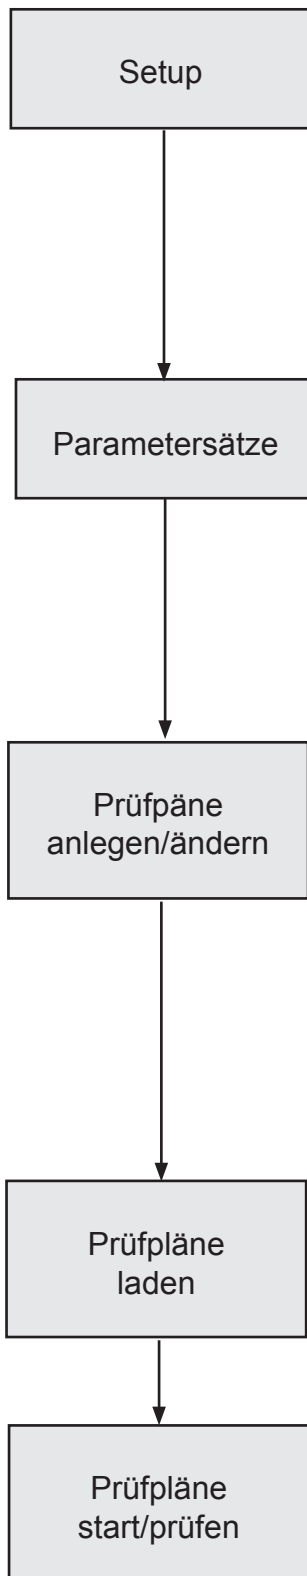 Setup
Parametersätze
Prüfpäne
anlegen/ändern
Prüfpläne
laden
Prüfpläne
start/prüfen